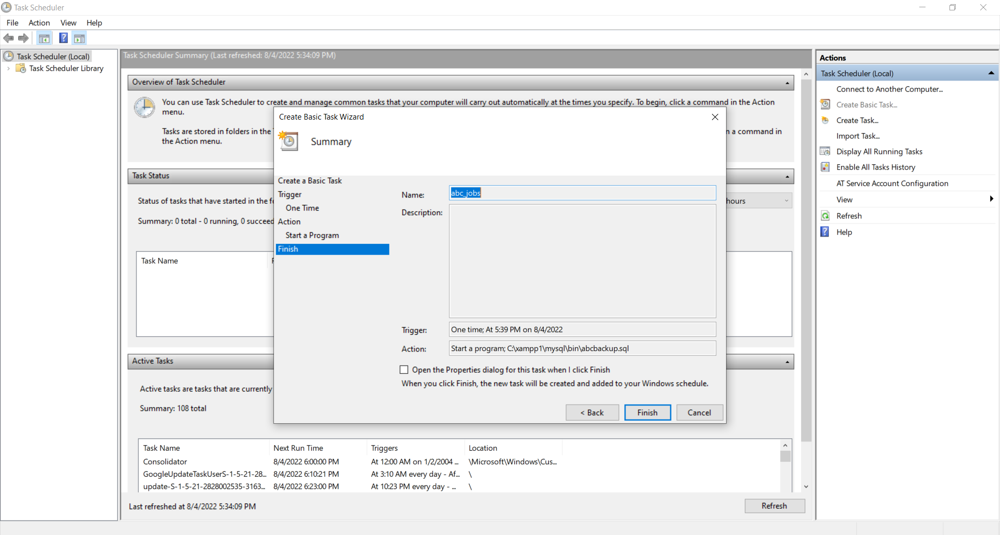 Task Scheduler
File Action View Help
Task Scheduler (Local)
Task Scheduler Library
Task Scheduler Summary (Last refreshed: 8/4/2022 5:34:09 PM)
Overview of Task Scheduler
You can use Task Scheduler to create and manage common tasks that your computer will carry out automatically at the times you specify. To begin, click a command in the Action
menu.
Tasks are stored in folders in the
a command in
the Action menu.
Task Status
Status of tasks that have started in the
hours
Summary: 0 total - 0 running, 0 succeed
Task Name
Active Tasks
Active tasks are tasks that are currently
Summary: 108 total
Task Name Next Run Time Triggers Location
Consolidator 8/4/2022 6:00:00 PM At 12:00 AM on 1/2/2004 ... \Microsoft\Windows\Cus...
GoogleUpdateTaskUserS-1-5-21-28... 8/4/2022 6:10:21 PM At 3:10 AM every day - Af... \
update-S-1-5-21-2828002535-3163... 8/4/2022 6:23:00 PM At 10:23 PM every day - ... \
Last refreshed at 8/4/2022 5:34:09 PM
Refresh
Create Basic Task Wizard
Summary
Create a Basic Task
Trigger
One Time
Action
Start a Program
Finish
Name: abc_jobs
Description:
Trigger: One time; At 5:39 PM on 8/4/2022
Action: Start a program; C:\xampp1\mysql\bin\abcbackup.sql
Open the Properties dialog for this task when I click Finish
When you click Finish, the new task will be created and added to your Windows schedule.
< Back Finish Cancel
Actions
Task Scheduler (Local)
Connect to Another Computer...
Create Basic Task...
Create Task...
Import Task...
Display All Running Tasks
Enable All Tasks History
AT Service Account Configuration
View
Refresh
Help